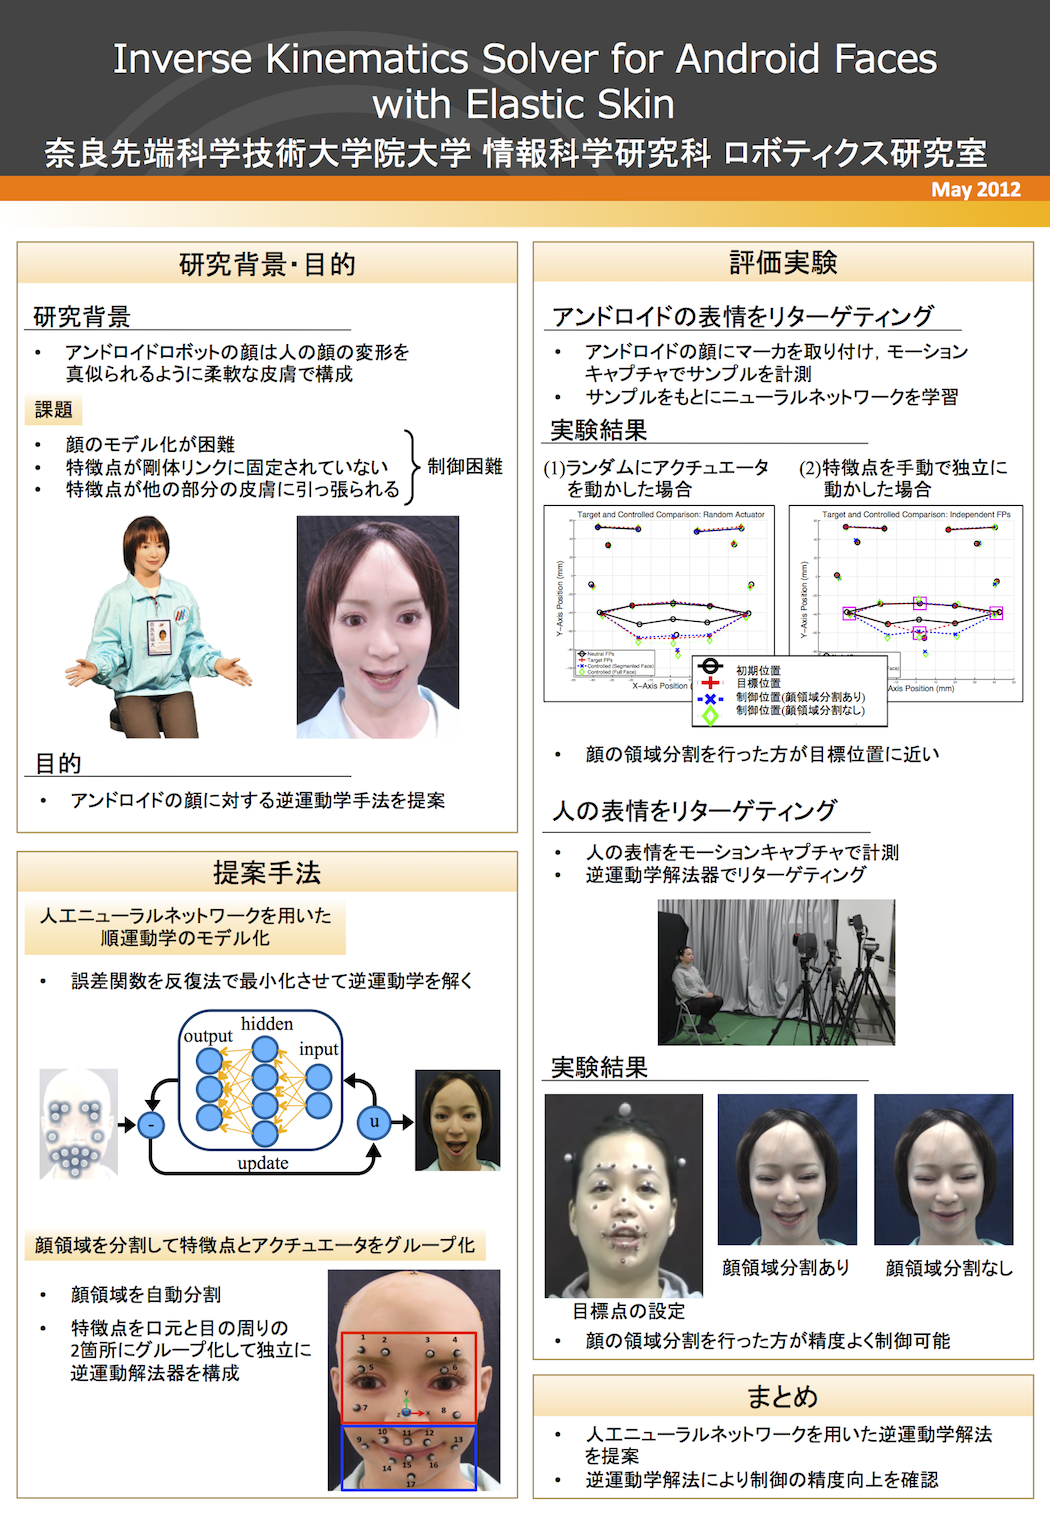 Inverse Kinematics Solver for Android Faces
with Elastic Skin
奈良先端科学技術大学院大学 情報科学研究科 ロボティクス研究室
May 2012
研究背景・目的
研究背景
• アンドロイドロボットの顔は人の顔の変形を
真似られるように柔軟な皮膚で構成
課題
• 顔のモデル化が困難
• 特徴点が剛体リンクに固定されていない
• 特徴点が他の部分の皮膚に引っ張られる
制御困難
目的
• アンドロイドの顔に対する逆運動学手法を提案
提案手法
人工ニューラルネットワークを用いた
順運動学のモデル化
• 誤差関数を反復法で最小化させて逆運動学を解く
output
hidden
input
-
u
update
顔領域を分割して特徴点とアクチュエータをグループ化
• 顔領域を自動分割
• 特徴点を口元と目の周りの
2箇所にグループ化して独立に
逆運動解法器を構成
1 2 3 4
5 6
y
z x
7 8
9 10 11 12 13
14 15 16
17
評価実験
アンドロイドの表情をリターゲティング
• アンドロイドの顔にマーカを取り付け，モーション
キャプチャでサンプルを計測
• サンプルをもとにニューラルネットワークを学習
実験結果
(1)ランダムにアクチュエータ
を動かした場合
(2)特徴点を手動で独立に
動かした場合
Target and Controlled Comparison: Random Actuator
Y-Axis Position (mm)
Neutral FPs
Target FPs
Controlled (Segmented Face)
Controlled (Full Face)
X-Axis Position (
Target and Controlled Comparison: Independent FPs
Y-Axis Position (mm)
Face)
Axis Position (mm)
初期位置
目標位置
制御位置(顔領域分割あり)
制御位置(顔領域分割なし)
• 顔の領域分割を行った方が目標位置に近い
人の表情をリターゲティング
• 人の表情をモーションキャプチャで計測
• 逆運動学解法器でリターゲティング
実験結果
目標点の設定
顔領域分割あり
顔領域分割なし
• 顔の領域分割を行った方が精度よく制御可能
まとめ
• 人工ニューラルネットワークを用いた逆運動学解法
を提案
• 逆運動学解法により制御の精度向上を確認